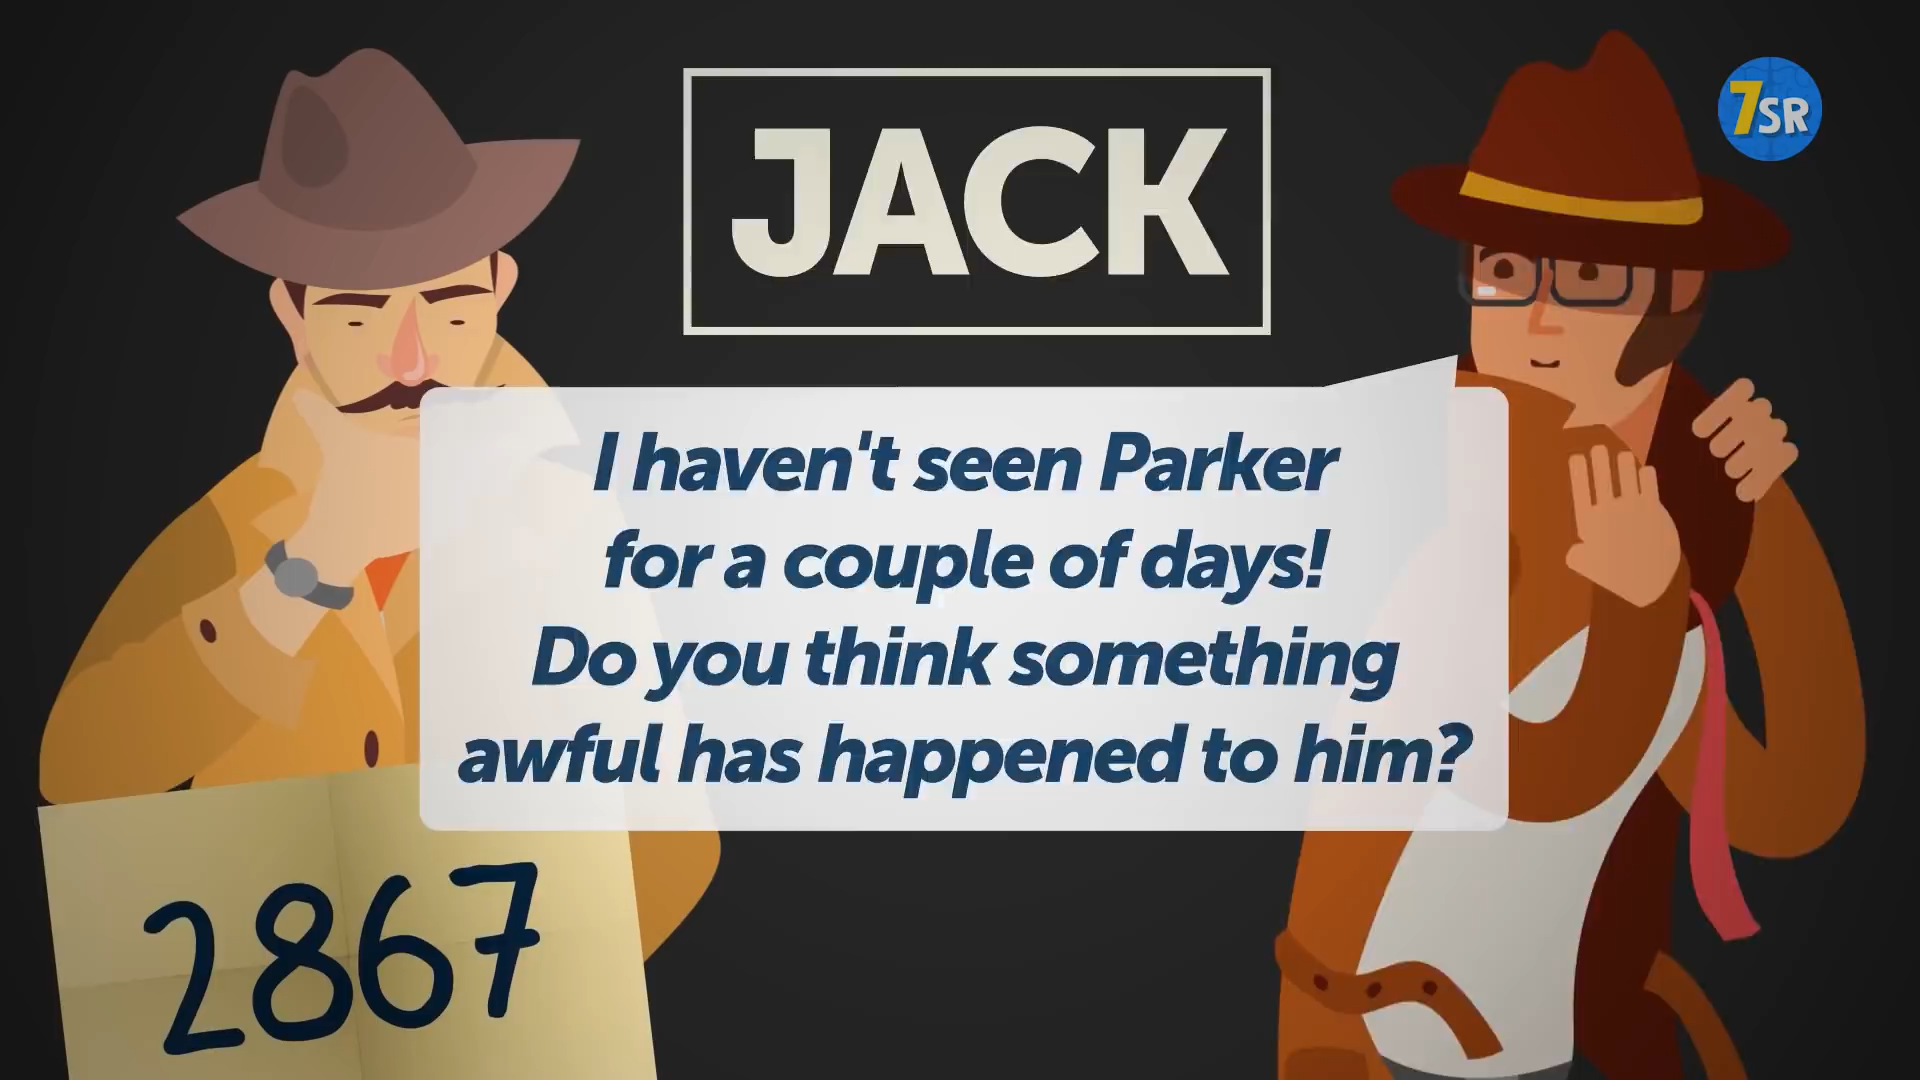 JACK
7SR
I haven't seen Parker
for a couple of days!
Do you think something
awful has happened to him?
2867